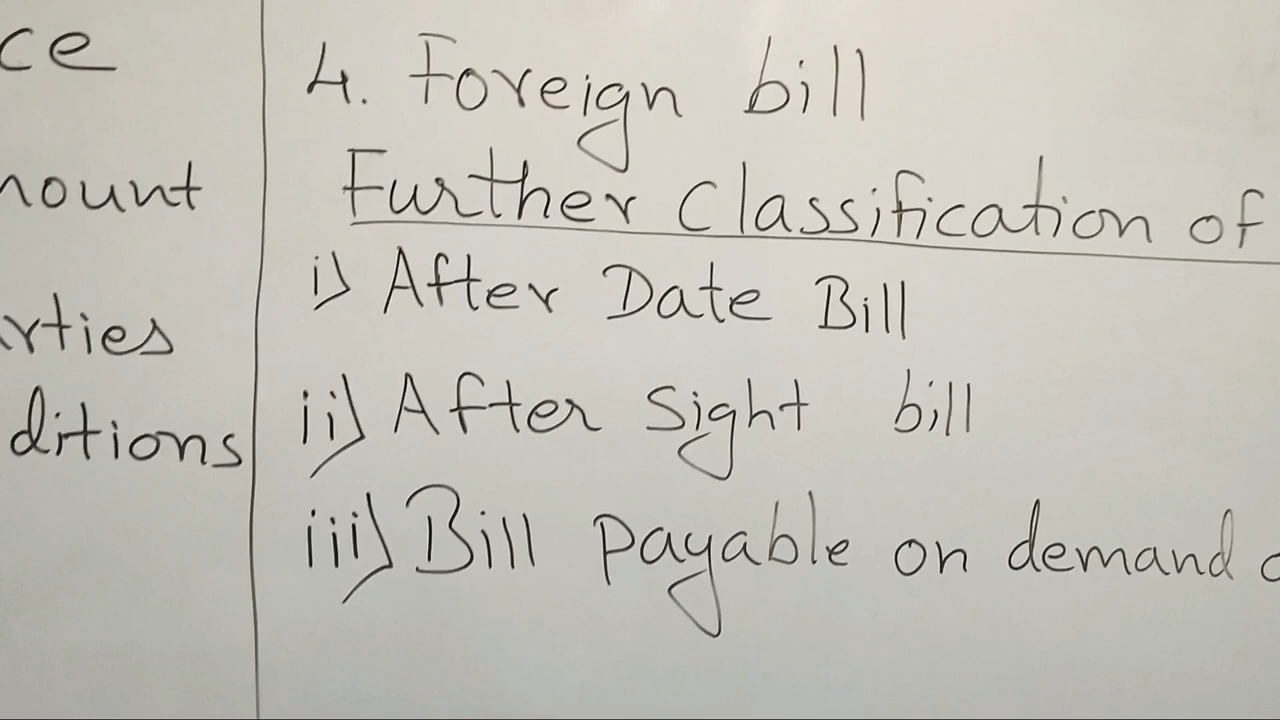 ce
nount
rties
ditions
4. Foreign bill
Further Classification of
i) After Date Bill
ii) After Sight bill
iii) Bill payable on demand